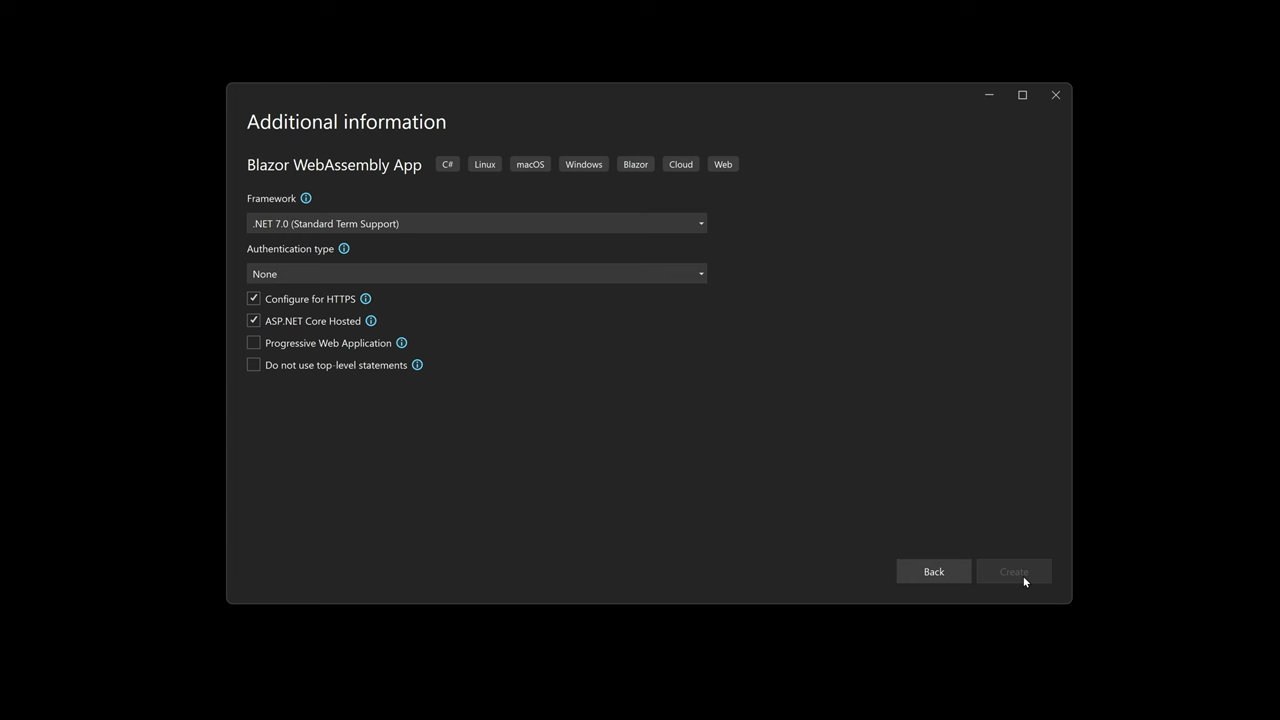 Additional information
Blazor WebAssembly App C# Linux macOS Windows Blazor Cloud Web
Framework
.NET 7.0 (Standard Term Support)
Authentication type
None
Configure for HTTPS
ASP.NET Core Hosted
Progressive Web Application
Do not use top-level statements
Back Create